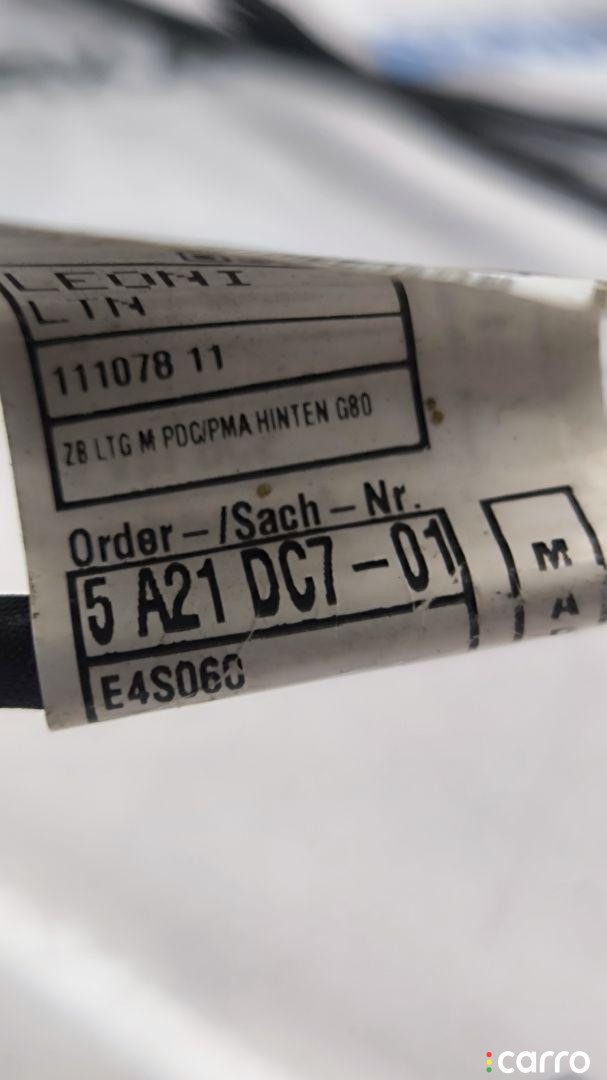 LEONI
LTN
111078 11
ZB LTG M PDC/PMA HINTEN G80
Order-/Sach-Nr.
5 A21 DC7-01
E4S060
M
A
carro